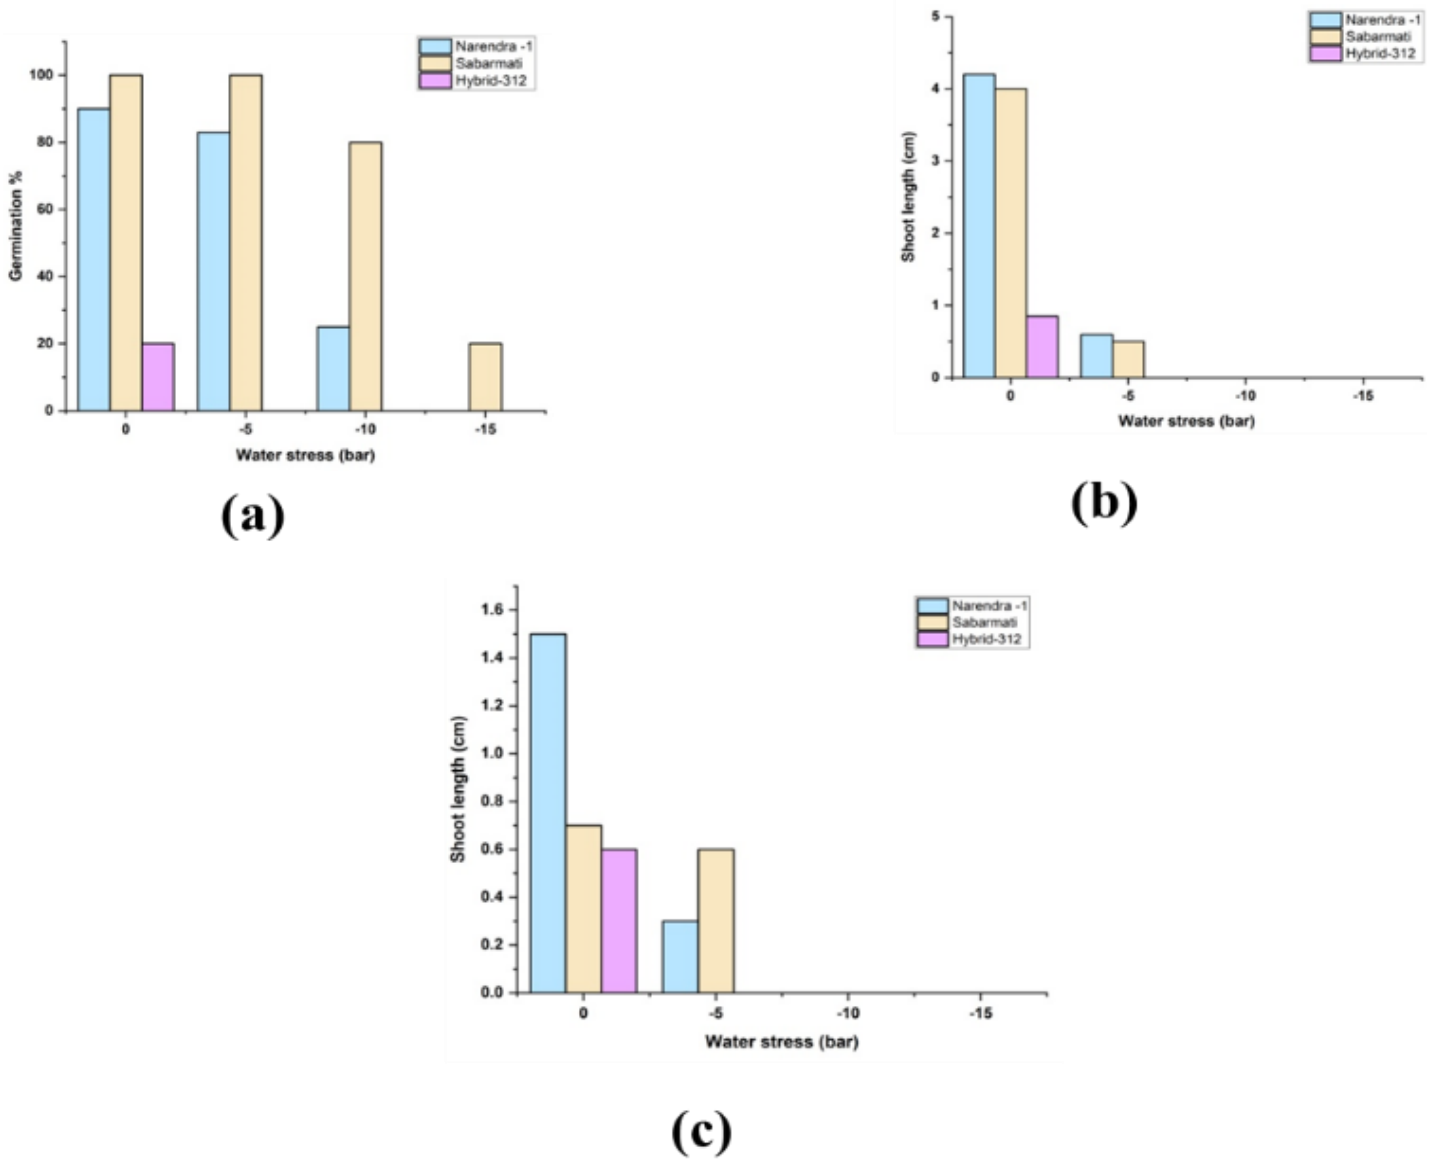 Narendra -1
Sabarmati
Hybrid-312
100
80
60
40
20
0
Germination %
0 -5 -10 -15
Water stress (bar)
(a)
Narendra -1
Sabarmati
Hybrid-312
5
4
3
2
1
0
Shoot length (cm)
0 -5 -10 -15
Water stress (bar)
(b)
Narendra -1
Sabarmati
Hybrid-312
1.6
1.4
1.2
1.0
0.8
0.6
0.4
0.2
0.0
Shoot length (cm)
0 -5 -10 -15
Water stress (bar)
(c)